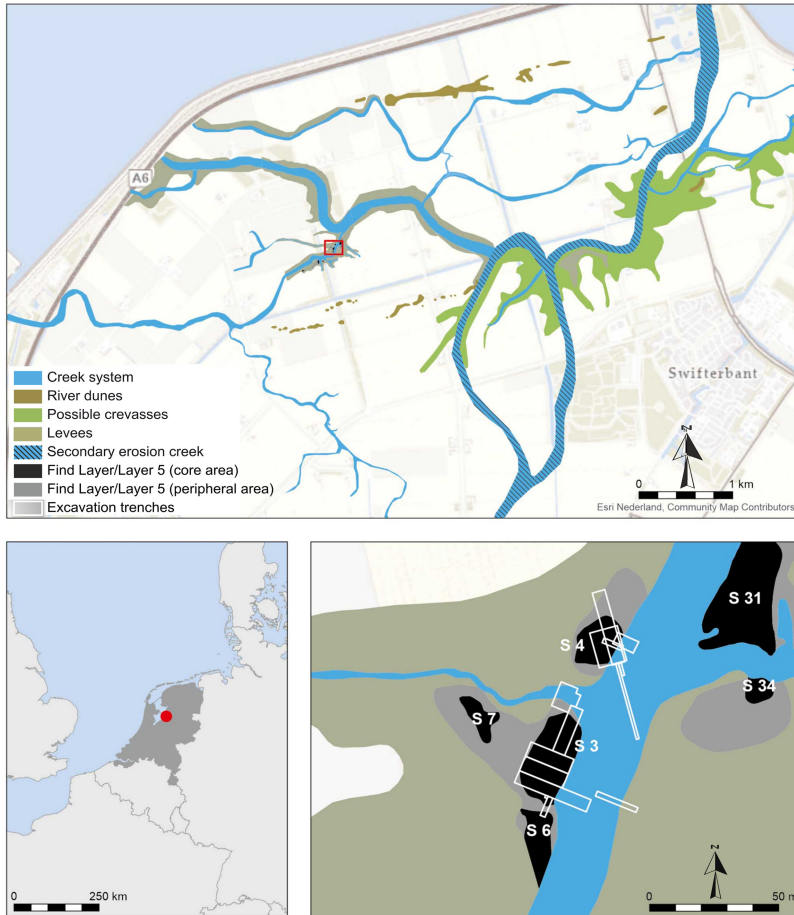 A6
Swifterbant
Creek system
River dunes
Possible crevasses
Levees
Secondary erosion creek
Find Layer/Layer 5 (core area)
Find Layer/Layer 5 (peripheral area)
Excavation trenches
N
0 1 km
Esri Nederland, Community Map Contributors
0 250 km
S 31
S 4
S 34
S 7
S 3
S 6
N
0 50 m